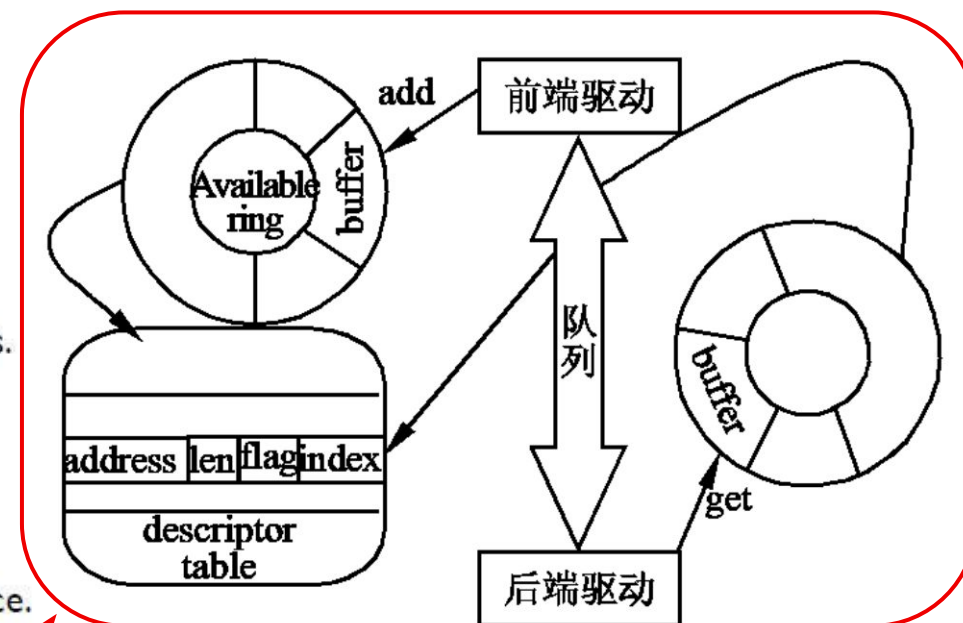 add
前端驱动
Available
ring
buffer
s.
队
列
buffer
address len flag index
get
descriptor
table
后端驱动
ce.